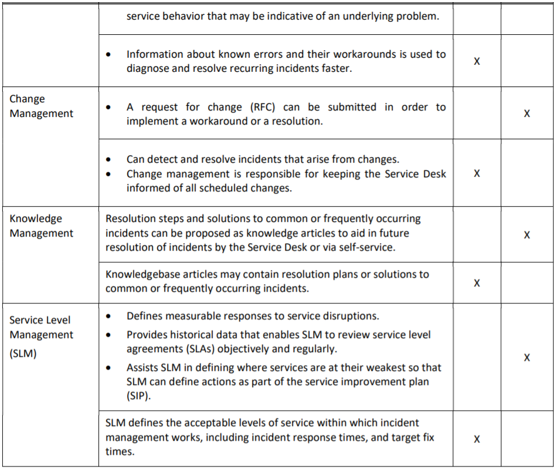 service behavior that may be indicative of an underlying problem.
• Information about known errors and their workarounds is used to
diagnose and resolve recurring incidents faster.
X
Change
Management
• A request for change (RFC) can be submitted in order to
implement a workaround or a resolution.
X
• Can detect and resolve incidents that arise from changes.
• Change management is responsible for keeping the Service Desk
informed of all scheduled changes.
X
Knowledge
Management
Resolution steps and solutions to common or frequently occurring
incidents can be proposed as knowledge articles to aid in future
resolution of incidents by the Service Desk or via self-service.
X
Knowledgebase articles may contain resolution plans or solutions to
common or frequently occurring incidents.
X
Service Level
Management
(SLM)
• Defines measurable responses to service disruptions.
• Provides historical data that enables SLM to review service level
agreements (SLAs) objectively and regularly.
• Assists SLM in defining where services are at their weakest so that
SLM can define actions as part of the service improvement plan
(SIP).
X
SLM defines the acceptable levels of service within which incident
management works, including incident response times, and target fix
times.
X